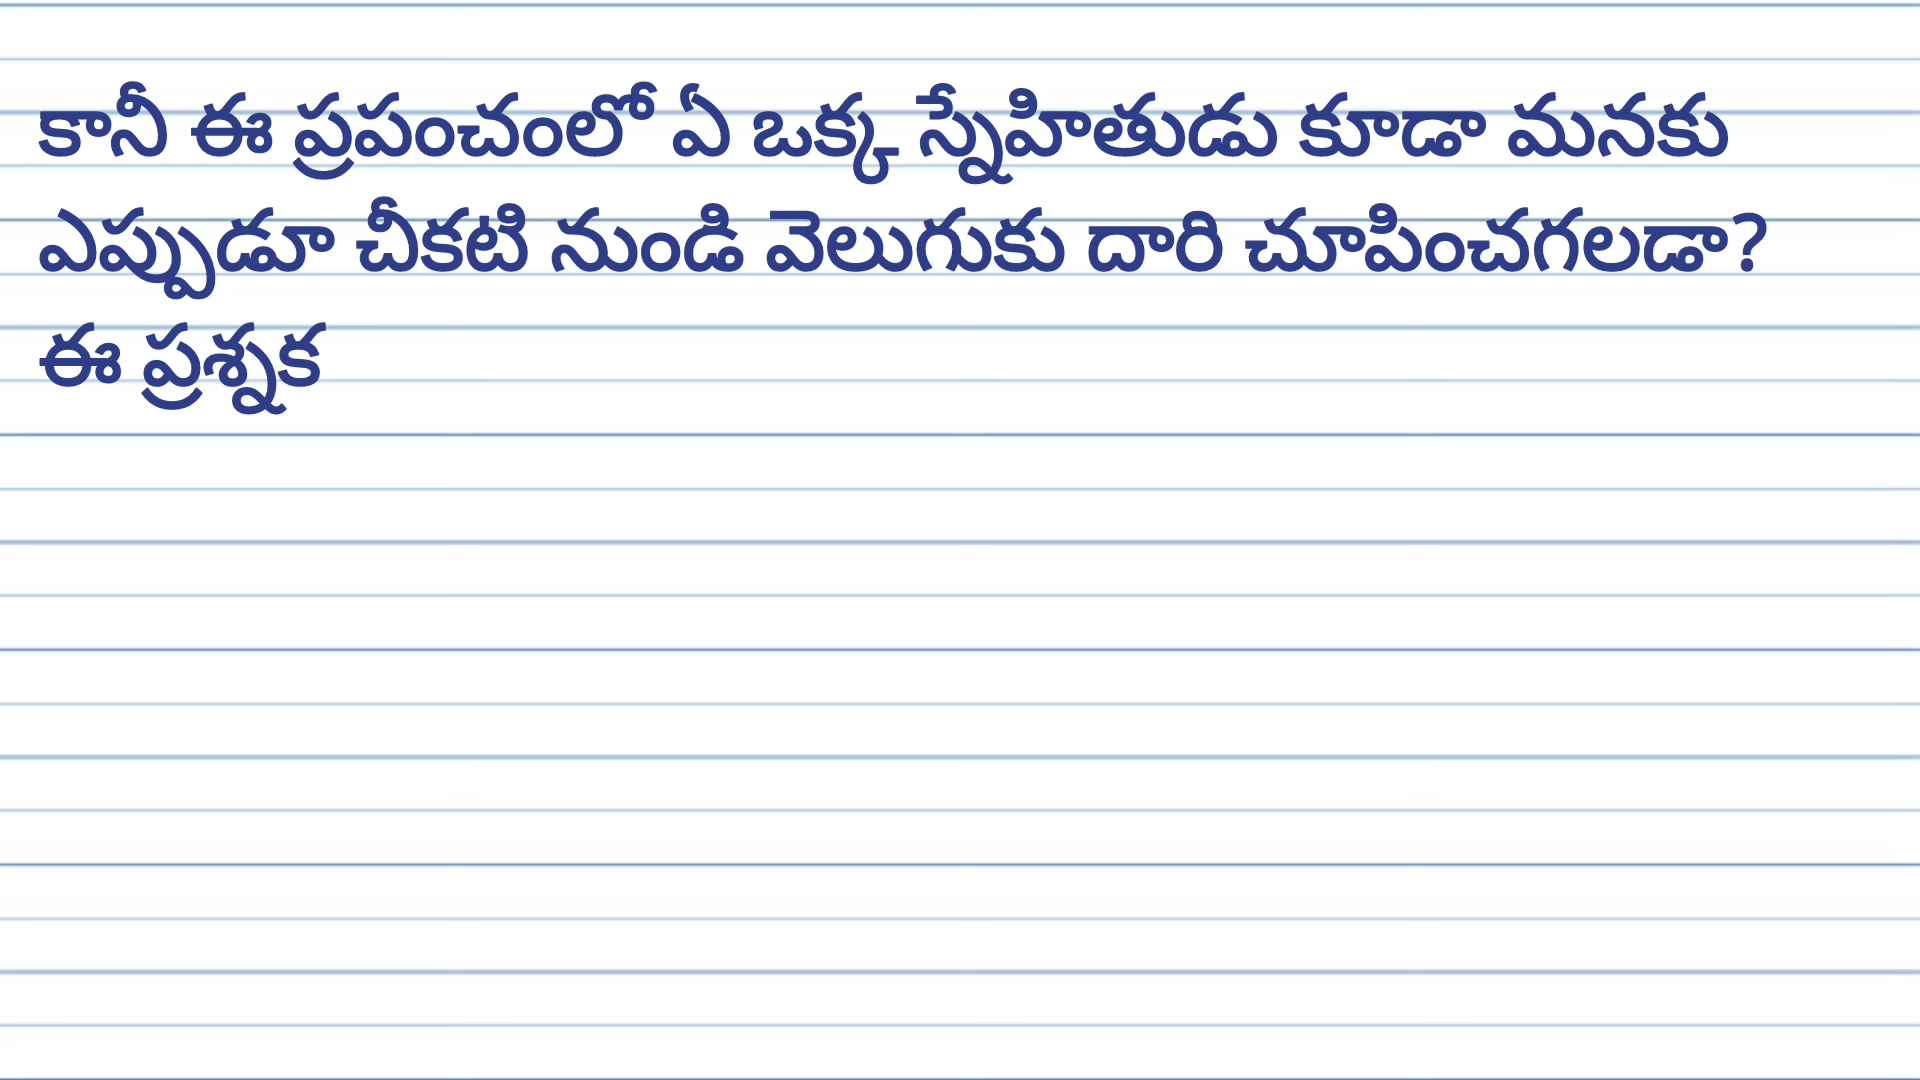 కానీ ఈ ప్రపంచంలో ఏ ఒక్క స్నేహితుడు కూడా మనకు
ఎప్పుడూ చీకటి నుండి వెలుగుకు దారి చూపించగలడా?
ఈ ప్రశ్నక